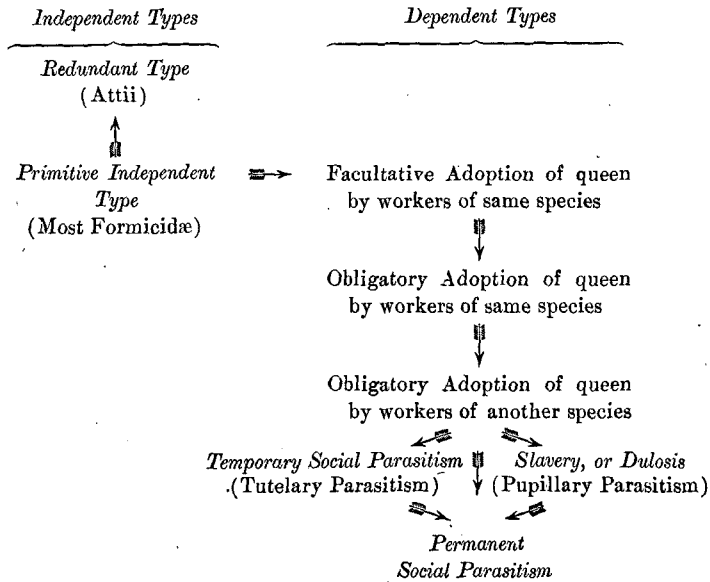 Independent Types
Dependent Types
Redundant Type
(Attii)
Primitive Independent
Type
(Most Formicidæ)
Facultative Adoption of queen
by workers of same species
Obligatory Adoption of queen
by workers of same species
Obligatory Adoption of queen
by workers of another species
Temporary Social Parasitism
(Tutelary Parasitism)
Slavery, or Dulosis
(Pupillary Parasitism)
Permanent
Social Parasitism